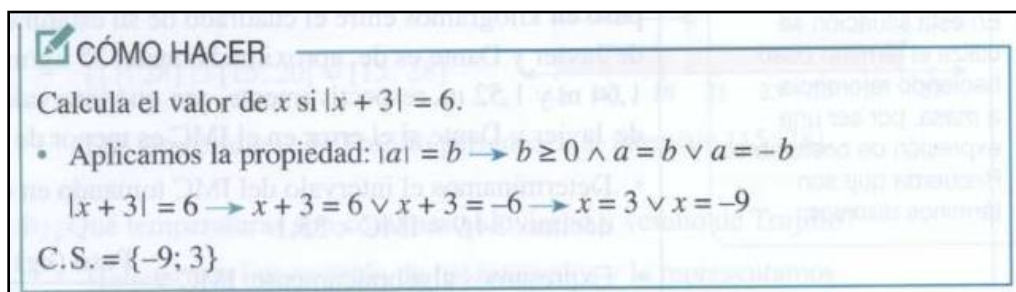 CÓMO HACER
Calcula el valor de x si |x + 3| = 6.
• Aplicamos la propiedad: |a| = b → b ≥ 0 ∧ a = b ∨ a = –b
|x + 3| = 6 → x + 3 = 6 ∨ x + 3 = –6 → x = 3 ∨ x = –9
C.S. = {–9; 3}